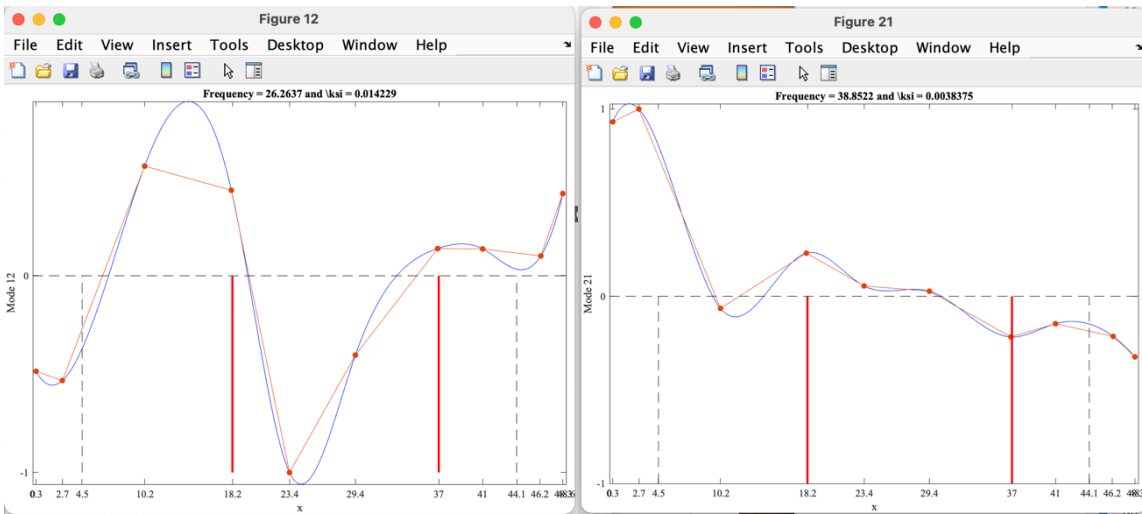 Figure 12
File Edit View Insert Tools Desktop Window Help
Frequency = 26.2637 and \ksi = 0.014229
Mode 12
0
-1
0.3 2.7 4.5 10.2 18.2 23.4 29.4 37 41 44.1 46.2
x
Figure 21
File Edit View Insert Tools Desktop Window Help
Frequency = 38.8522 and \ksi = 0.0038375
Mode 21
1
0
-1
0.3 2.7 4.5 10.2 18.2 23.4 29.4 37 41 44.1 46.2
x